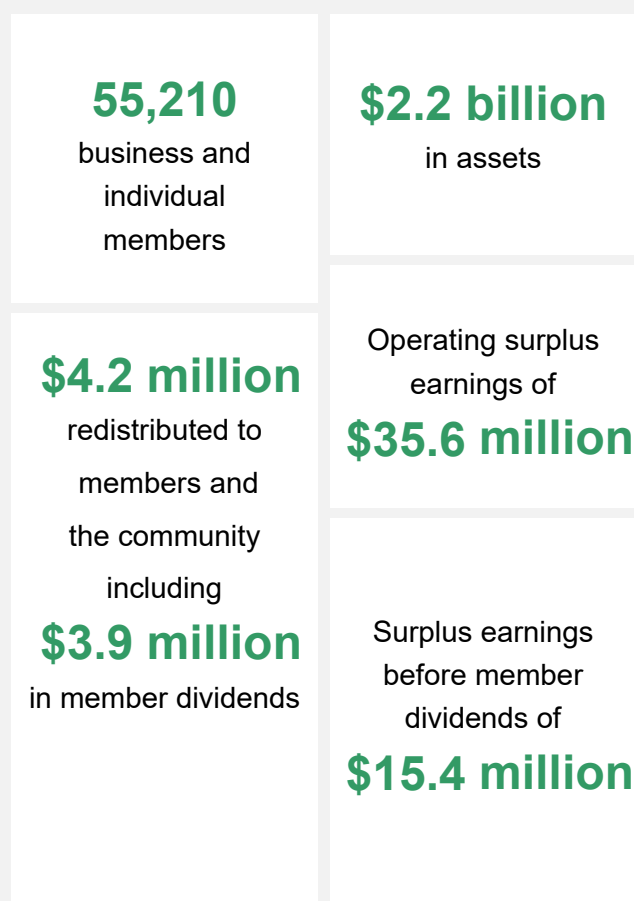 55,210
business and
individual
members
$4.2 million
redistributed to
members and
the community
including
$3.9 million
in member dividends
$2.2 billion
in assets
Operating surplus
earnings of
$35.6 million
Surplus earnings
before member
dividends of
$15.4 million